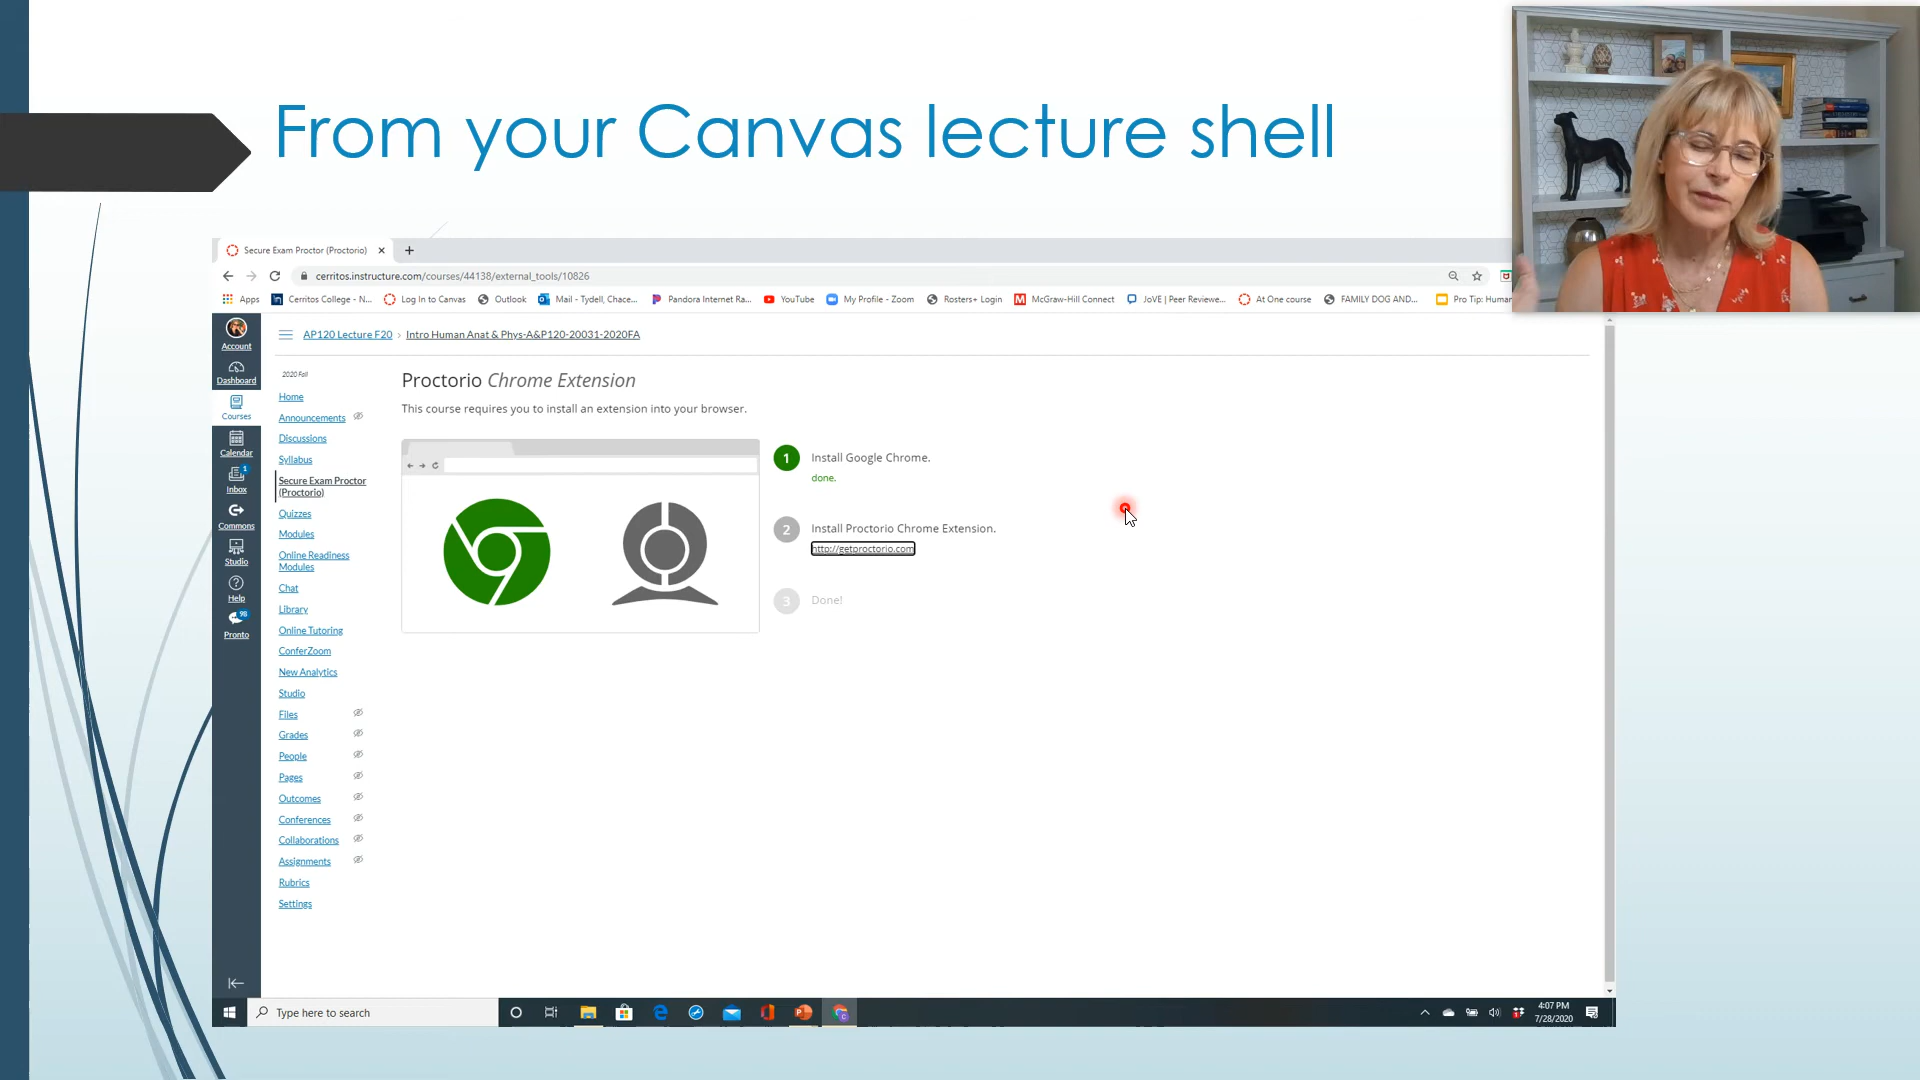 From your Canvas lecture shell
Secure Exam Proctor (Proctorio)
cerritos.instructure.com/courses/44138/external_tools/10826
Apps
Cerritos College - N...
Log In to Canvas
Outlook
Mail - Tydell, Chace...
Pandora Internet Ra...
YouTube
My Profile - Zoom
Rosters+ Login
McGraw-Hill Connect
JoVE | Peer Reviewe...
At One course
FAMILY DOG AND...
Pro Tip: Human
Account
Dashboard
Courses
Calendar
1
Inbox
Commons
Studio
Help
98
Pronto
AP120 Lecture F20 › Intro Human Anat & Phys-A&P120-20031-2020FA
2020 Fall
Home
Announcements
Discussions
Syllabus
Secure Exam Proctor
(Proctorio)
Quizzes
Modules
Online Readiness
Modules
Chat
Library
Online Tutoring
ConferZoom
New Analytics
Studio
Files
Grades
People
Pages
Outcomes
Conferences
Collaborations
Assignments
Rubrics
Settings
Proctorio Chrome Extension
This course requires you to install an extension into your browser.
1 Install Google Chrome.
done.
2 Install Proctorio Chrome Extension.
http://getproctorio.com
3 Done!
Type here to search
4:07 PM
7/28/2020